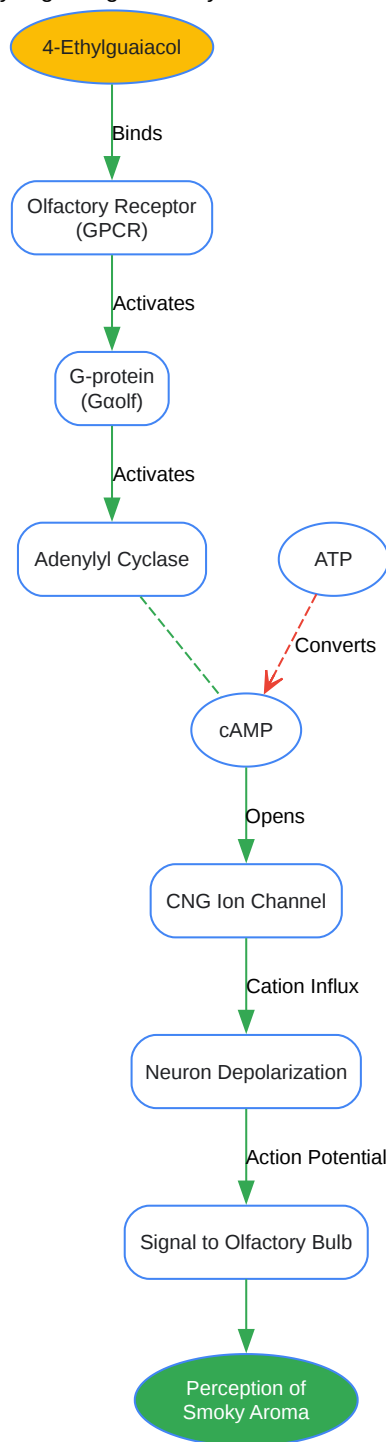 4-Ethylguaiacol
Binds
Olfactory Receptor
(GPCR)
Activates
G-protein
(Gαolf)
Activates
Adenylyl Cyclase
ATP
Converts
cAMP
Opens
CNG Ion Channel
Cation Influx
Neuron Depolarization
Action Potential
Signal to Olfactory Bulb
Perception of
Smoky Aroma